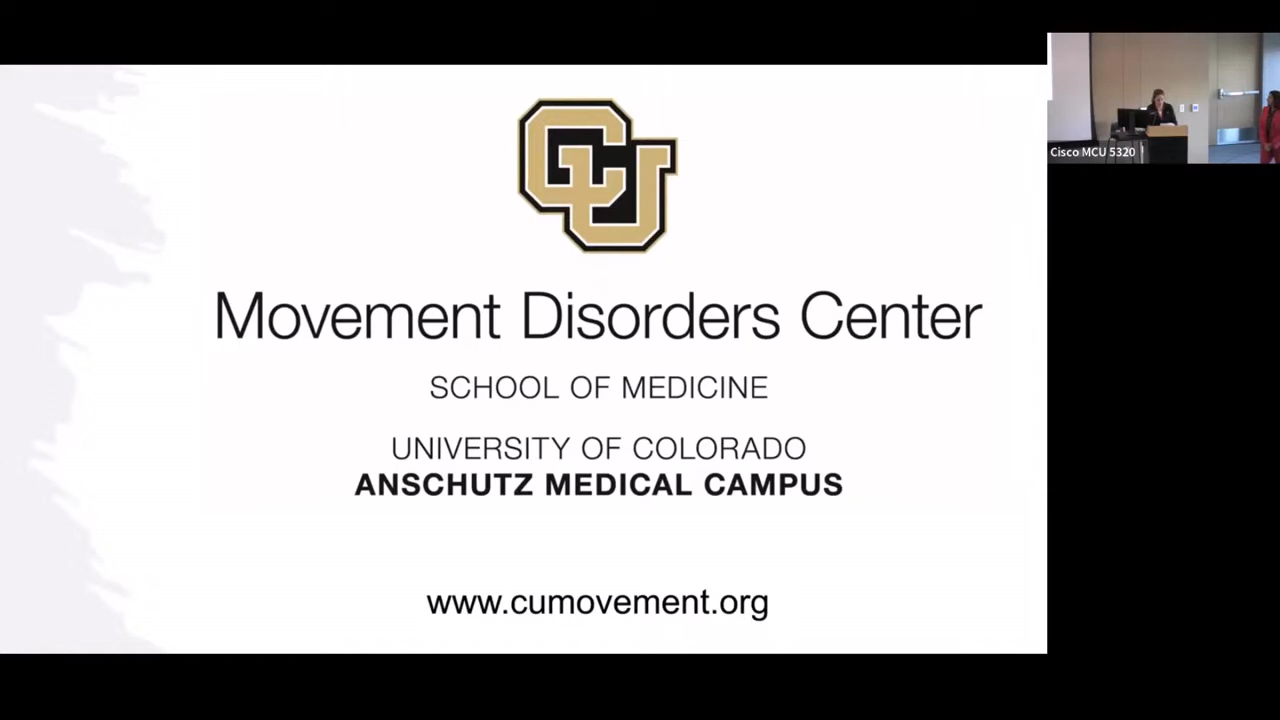 CU
Movement Disorders Center
SCHOOL OF MEDICINE
UNIVERSITY OF COLORADO
ANSCHUTZ MEDICAL CAMPUS
www.cumovement.org
Cisco MCU 5320